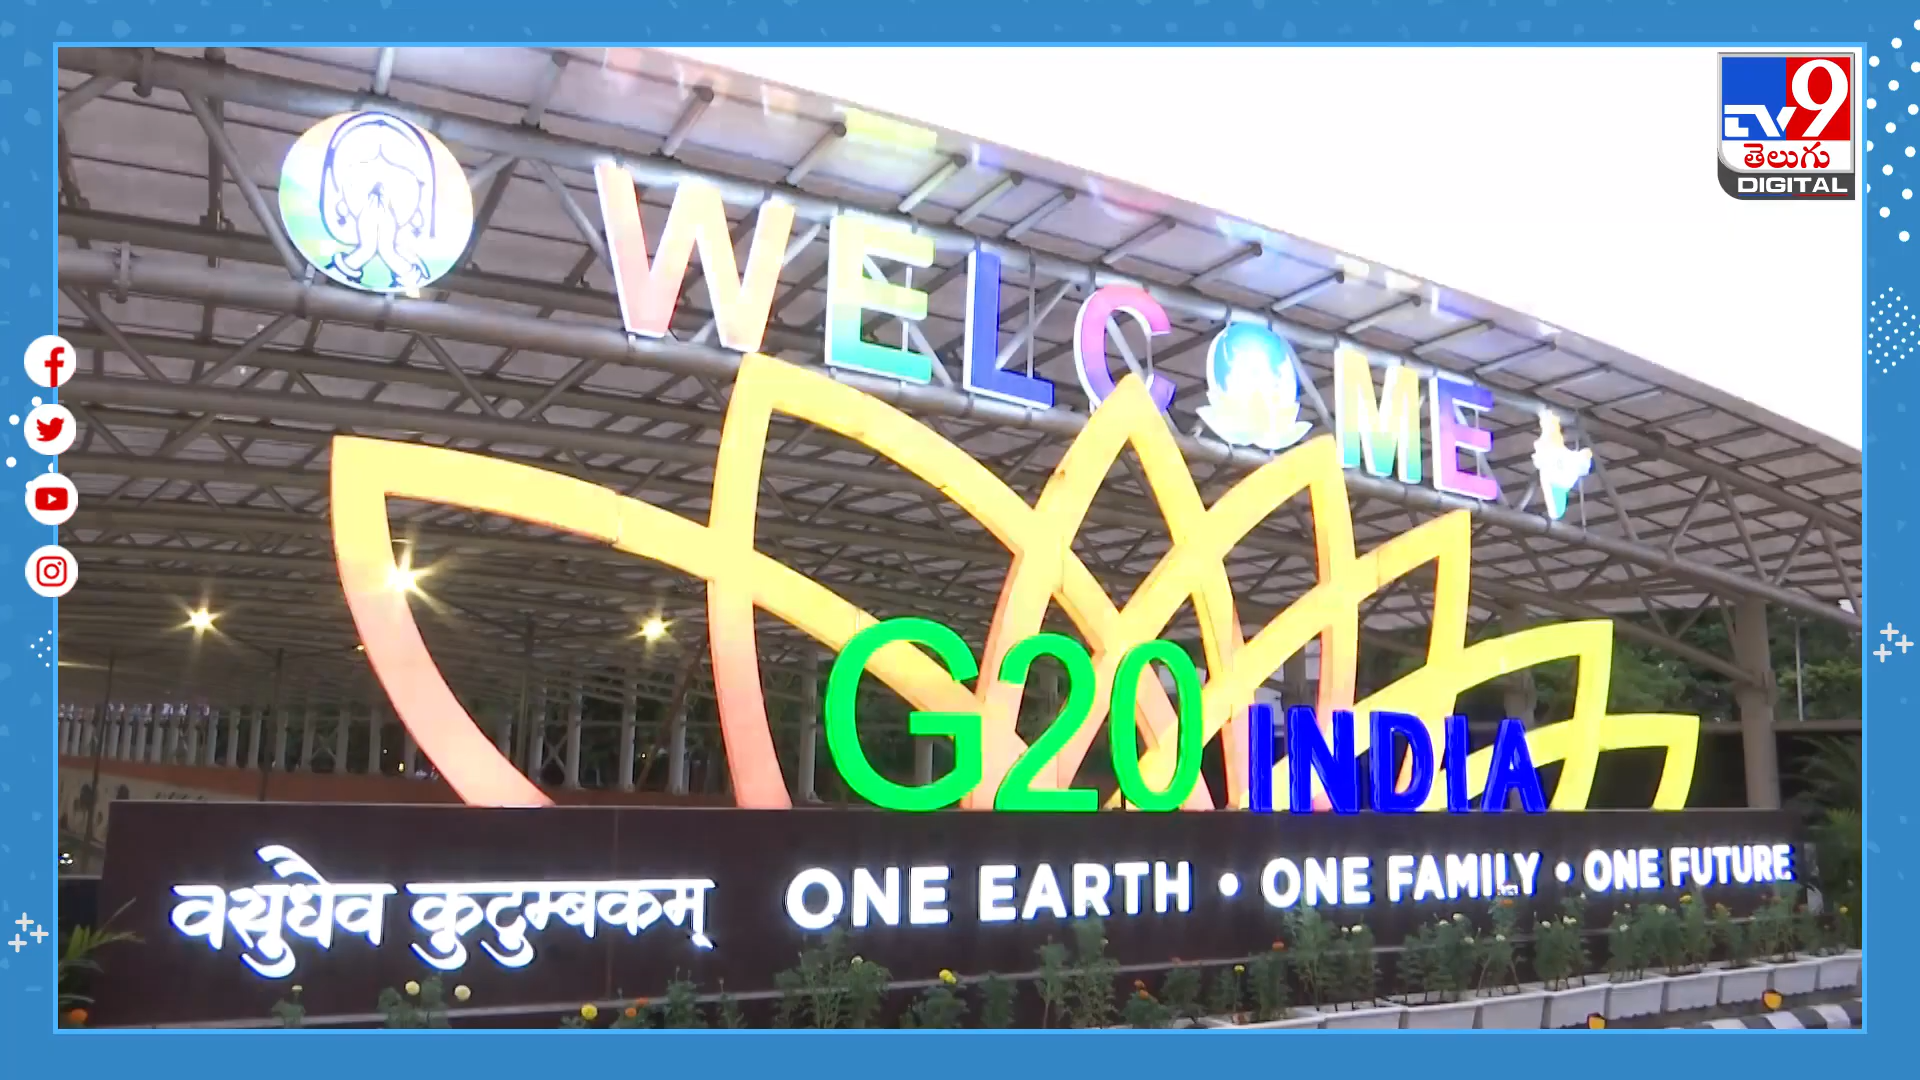 TV9
తెలుగు
DIGITAL
WELCOME
G20 INDIA
वसुधैव कुटुम्बकम् ONE EARTH • ONE FAMILY • ONE FUTURE